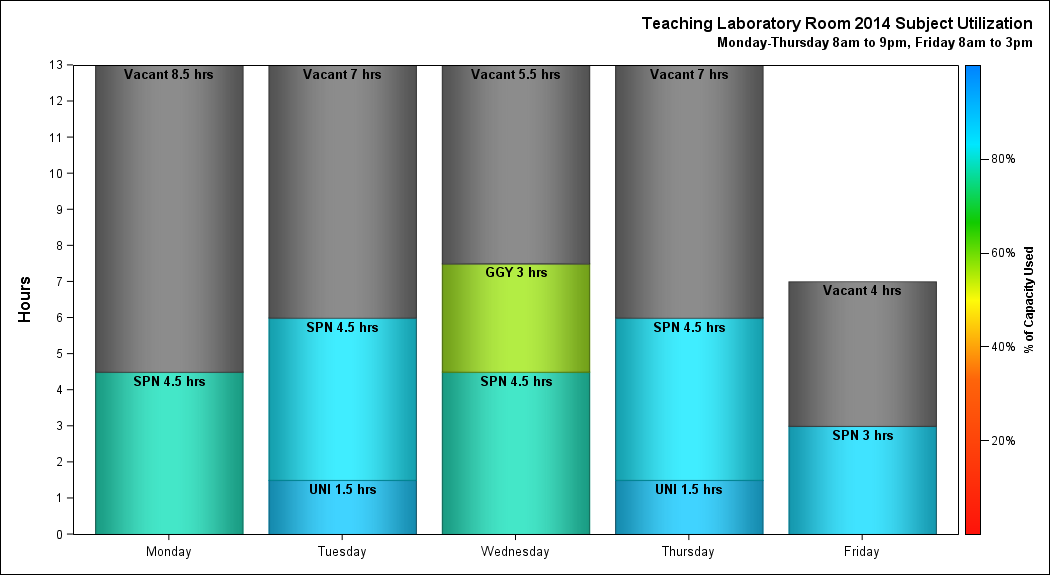 Teaching Laboratory Room 2014 Subject Utilization
Monday-Thursday 8am to 9pm, Friday 8am to 3pm
13
12
11
10
9
8
7
6
5
4
3
2
1
0
Hours
Vacant 8.5 hrs
SPN 4.5 hrs
Vacant 7 hrs
SPN 4.5 hrs
UNI 1.5 hrs
Vacant 5.5 hrs
GGY 3 hrs
SPN 4.5 hrs
Vacant 7 hrs
SPN 4.5 hrs
UNI 1.5 hrs
Vacant 4 hrs
SPN 3 hrs
Monday
Tuesday
Wednesday
Thursday
Friday
80%
60%
40%
20%
% of Capacity Used